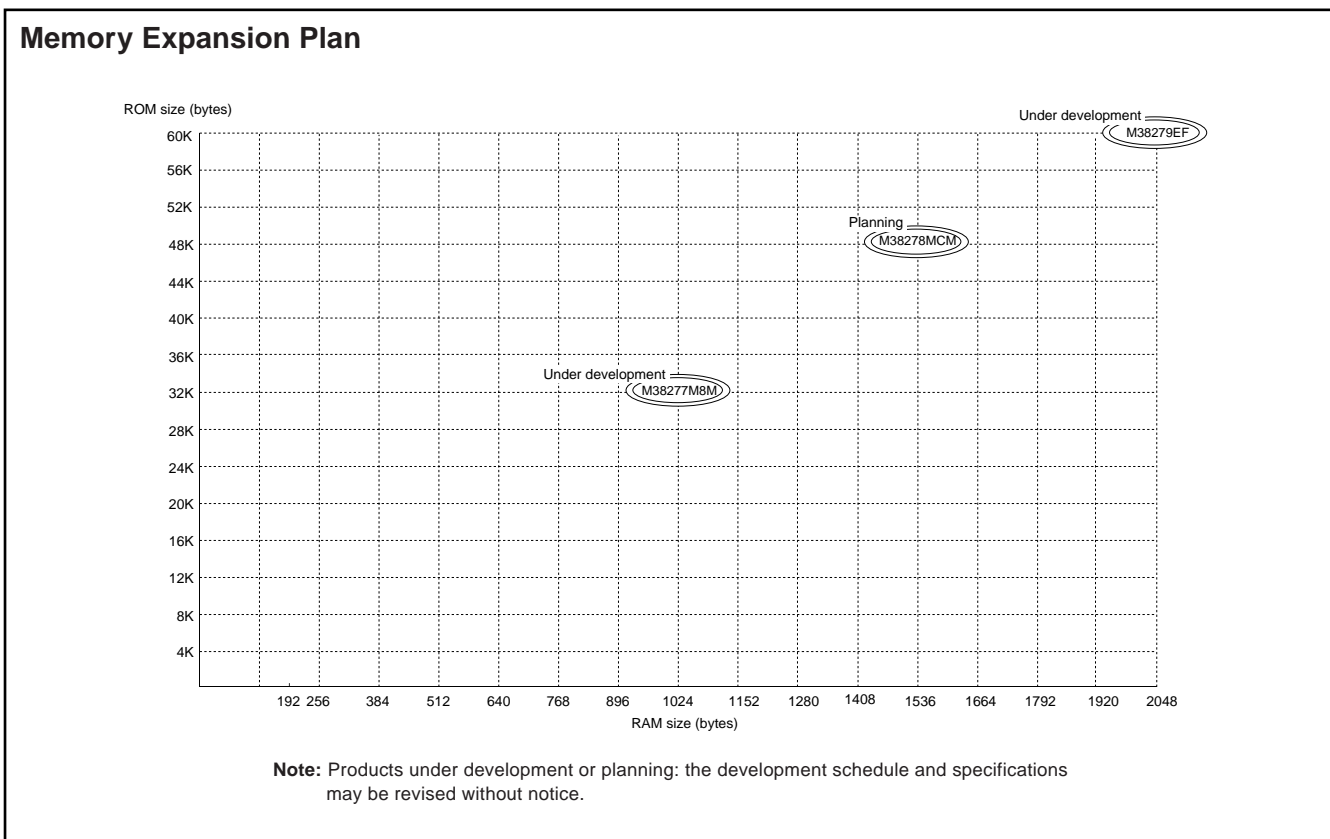 Memory Expansion Plan
ROM size (bytes)
Under development
60K
M38279EF
56K
52K
Planning
48K
M38278MCM
44K
40K
36K
Under development
32K
M38277M8M
28K
24K
20K
16K
12K
8K
4K
192 256 384 512 640 768 896 1024 1152 1280 1408 1536 1664 1792 1920 2048
RAM size (bytes)
Note: Products under development or planning: the development schedule and specifications
may be revised without notice.